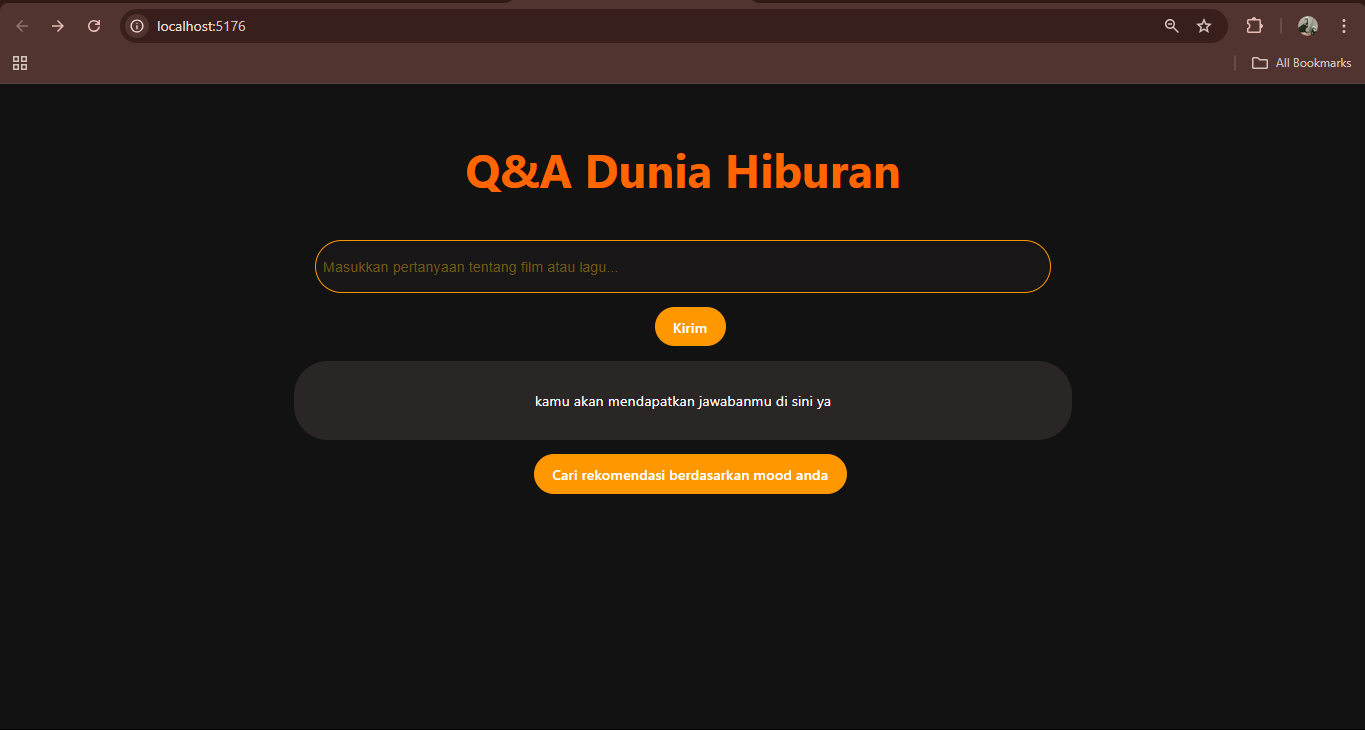 localhost:5176
All Bookmarks
Q&A Dunia Hiburan
Masukkan pertanyaan tentang film atau lagu...
Kirim
kamu akan mendapatkan jawabanmu di sini ya
Cari rekomendasi berdasarkan mood anda